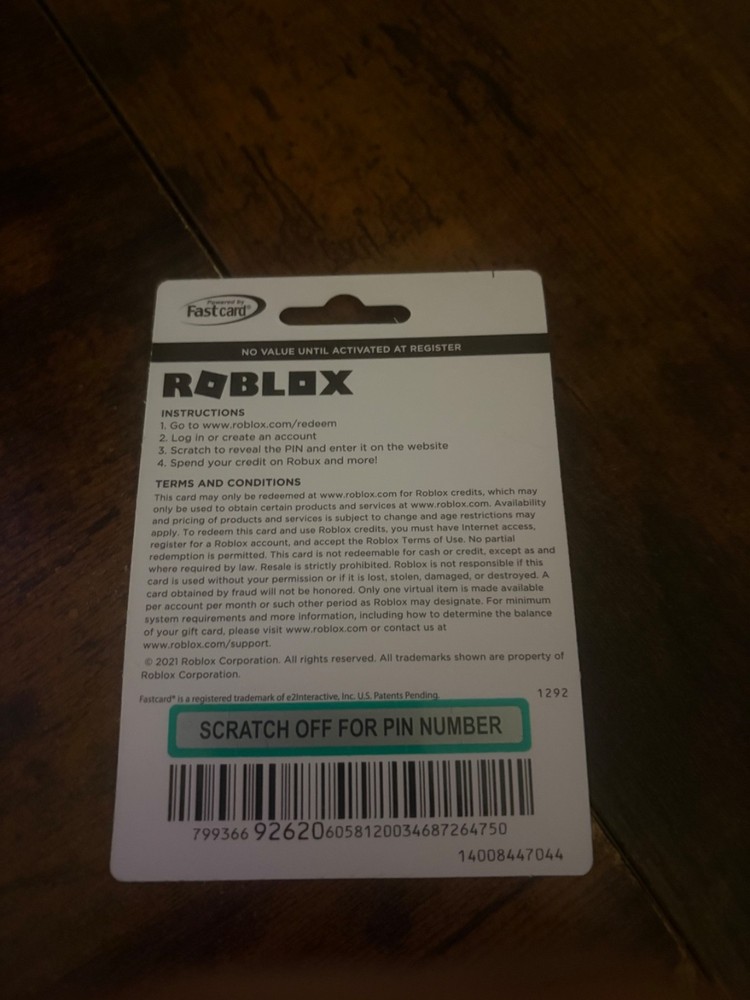 Powered by
Fastcard®
NO VALUE UNTIL ACTIVATED AT REGISTER
ROBLOX
INSTRUCTIONS
1. Go to www.roblox.com/redeem
2. Log in or create an account
3. Scratch to reveal the PIN and enter it on the website
4. Spend your credit on Robux and more!
TERMS AND CONDITIONS
This card may only be redeemed at www.roblox.com for Roblox credits, which may
only be used to obtain certain products and services at www.roblox.com. Availability
and pricing of products and services is subject to change and age restrictions may
apply. To redeem this card and use Roblox credits, you must have Internet access,
register for a Roblox account, and accept the Roblox Terms of Use. No partial
redemption is permitted. This card is not redeemable for cash or credit, except as and
where required by law. Resale is strictly prohibited. Roblox is not responsible if this
card is used without your permission or if it is lost, stolen, damaged, or destroyed. A
card obtained by fraud will not be honored. Only one virtual item is made available
per account per month or such other period as Roblox may designate. For minimum
system requirements and more information, including how to determine the balance
of your gift card, please visit www.roblox.com or contact us at
www.roblox.com/support.
© 2021 Roblox Corporation. All rights reserved. All trademarks shown are property of
Roblox Corporation.
Fastcard® is a registered trademark of e2Interactive, Inc. U.S. Patents Pending.
1292
SCRATCH OFF FOR PIN NUMBER
799366 92620 6058120034687264750
14008447044